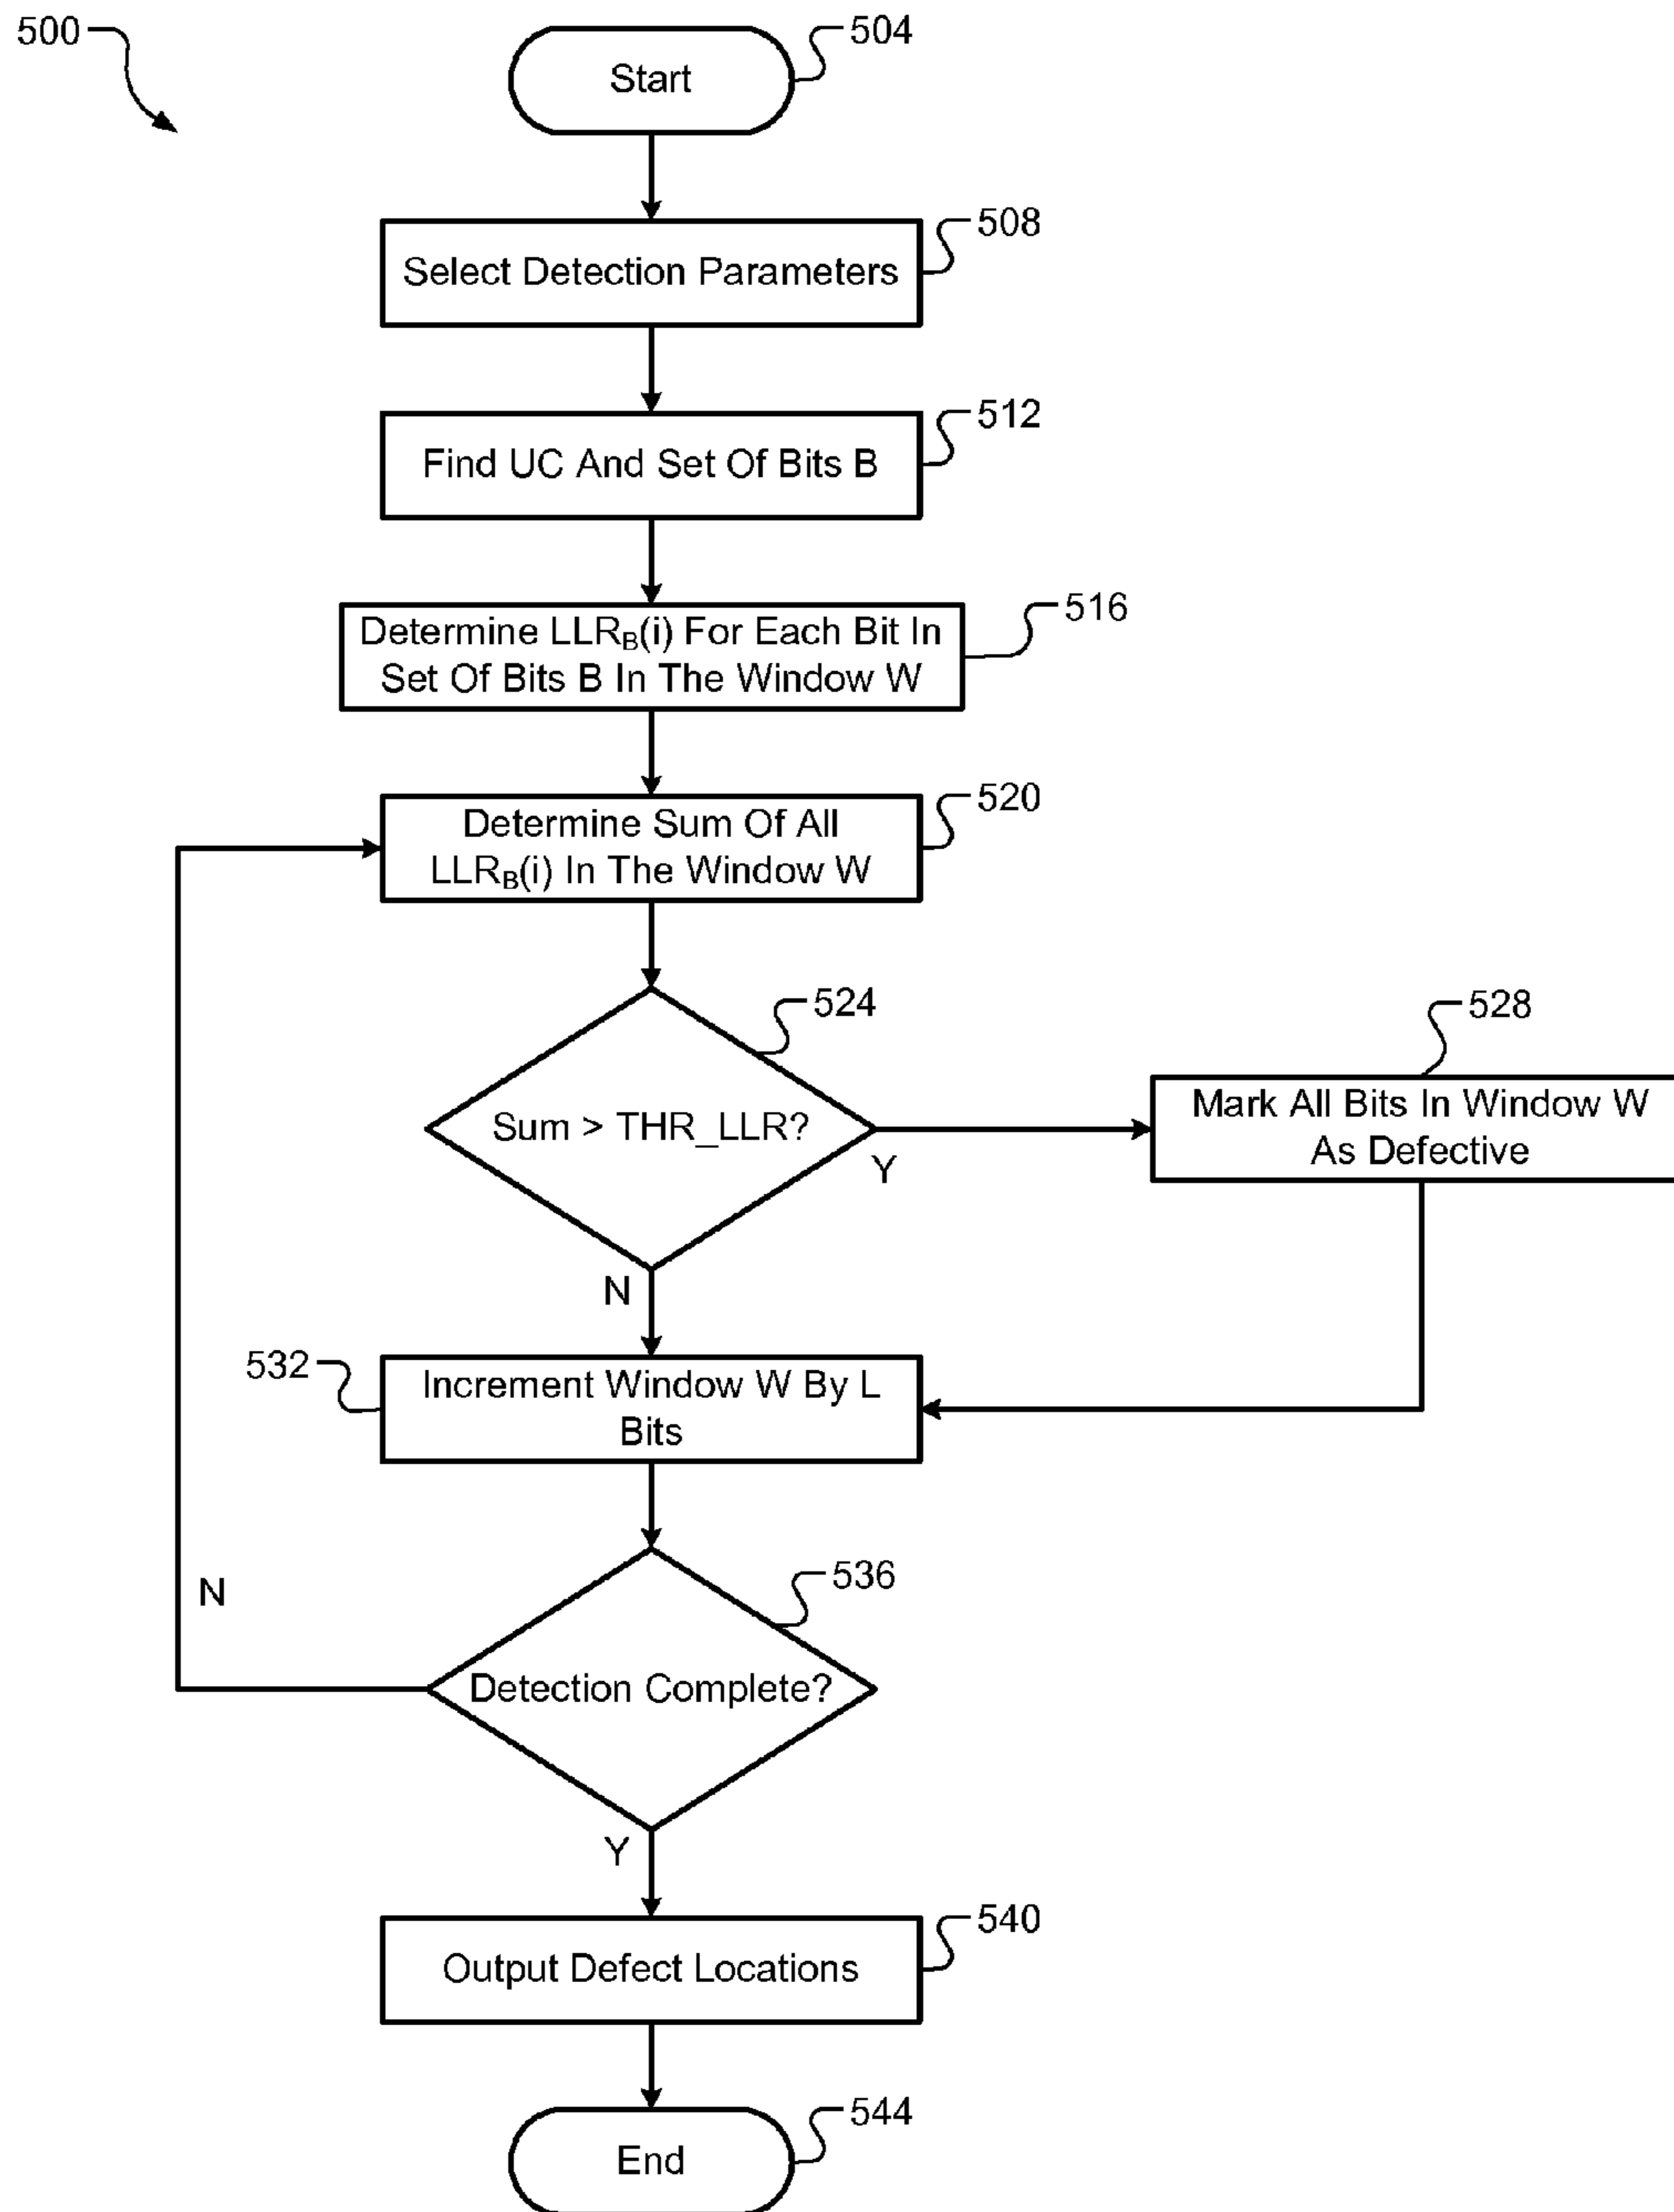 500
504
Start
508
Select Detection Parameters
512
Find UC And Set Of Bits B
516
Determine LLR_B(i) For Each Bit In
Set Of Bits B In The Window W
520
Determine Sum Of All
LLR_B(i) In The Window W
524
Sum > THR_LLR?
Y
528
Mark All Bits In Window W
As Defective
N
532
Increment Window W By L
Bits
536
Detection Complete?
N
Y
540
Output Defect Locations
544
End